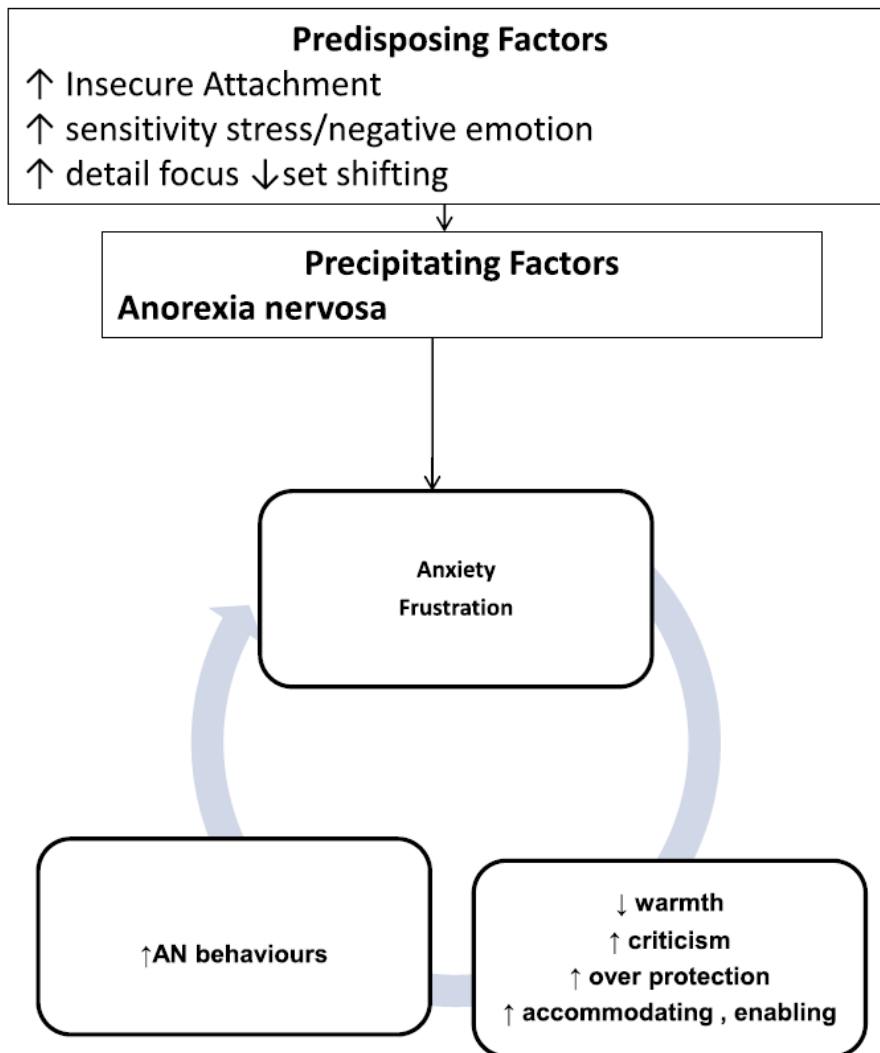 Predisposing Factors
↑ Insecure Attachment
↑ sensitivity stress/negative emotion
↑ detail focus ↓set shifting
Precipitating Factors
Anorexia nervosa
Anxiety
Frustration
↑AN behaviours
↓ warmth
↑ criticism
↑ over protection
↑ accommodating , enabling